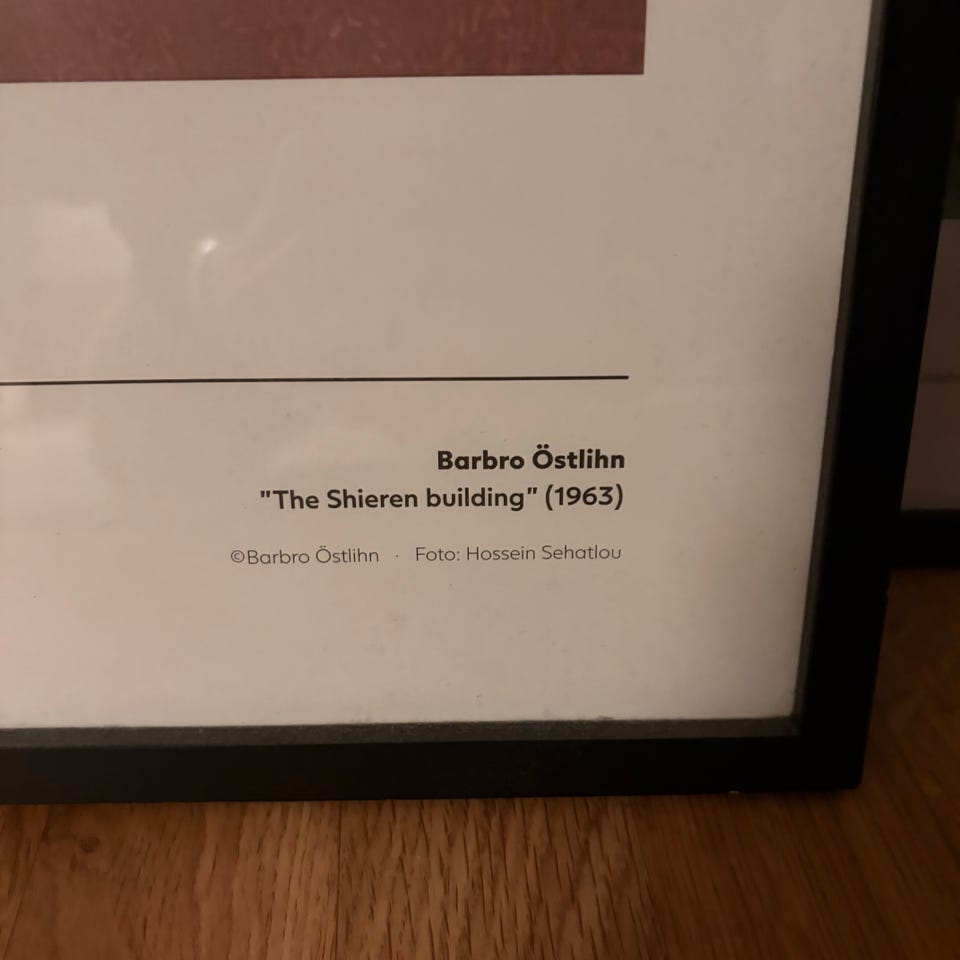 Barbro Östlihn
"The Shieren building" (1963)
©Barbro Östlihn · Foto: Hossein Sehatlou